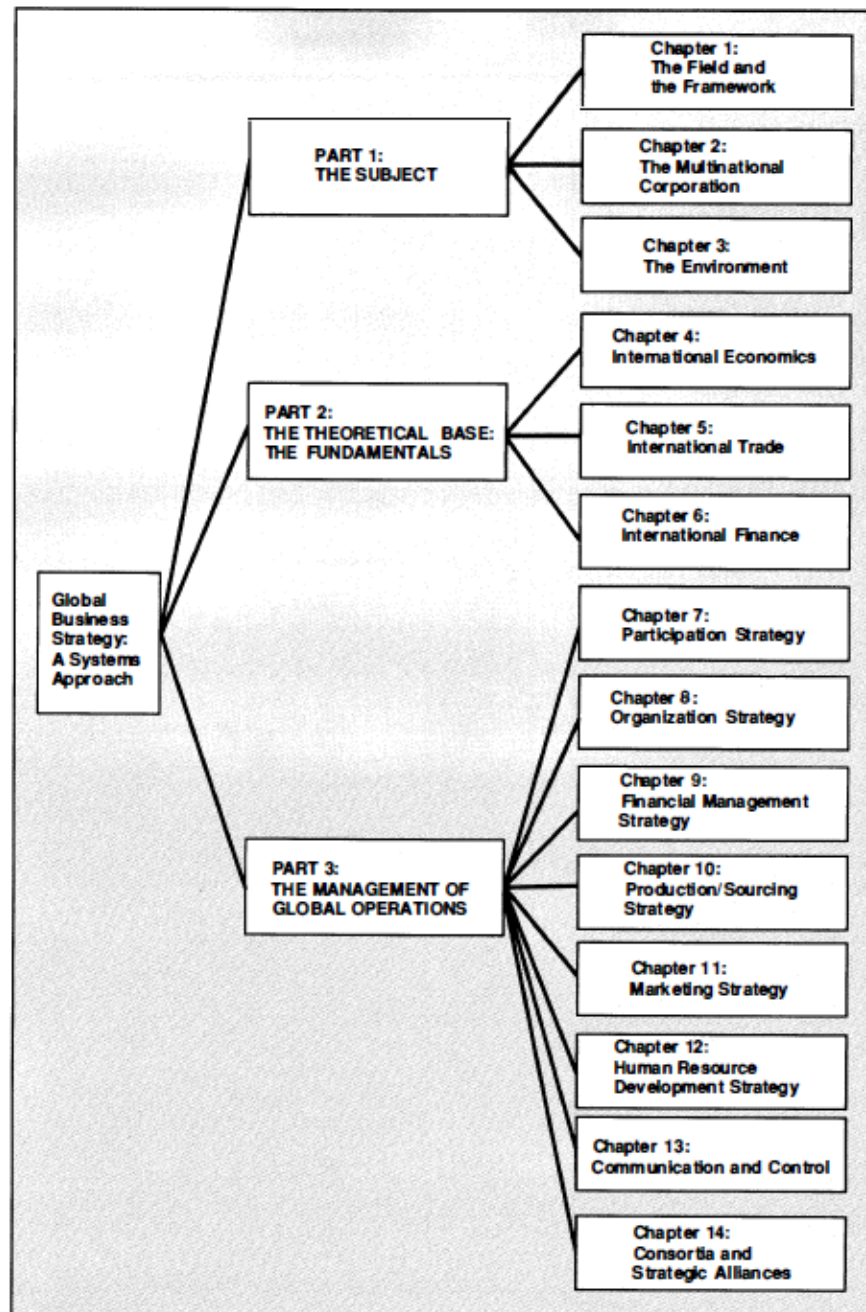 Global
Business
Strategy:
A Systems
Approach
PART 1:
THE SUBJECT
Chapter 1:
The Field and
the Framework
Chapter 2:
The Multinational
Corporation
Chapter 3:
The Environment
PART 2:
THE THEORETICAL BASE:
THE FUNDAMENTALS
Chapter 4:
International Economics
Chapter 5:
International Trade
Chapter 6:
International Finance
PART 3:
THE MANAGEMENT OF
GLOBAL OPERATIONS
Chapter 7:
Participation Strategy
Chapter 8:
Organization Strategy
Chapter 9:
Financial Management
Strategy
Chapter 10:
Production/Sourcing
Strategy
Chapter 11:
Marketing Strategy
Chapter 12:
Human Resource
Development Strategy
Chapter 13:
Communication and Control
Chapter 14:
Consortia and
Strategic Alliances